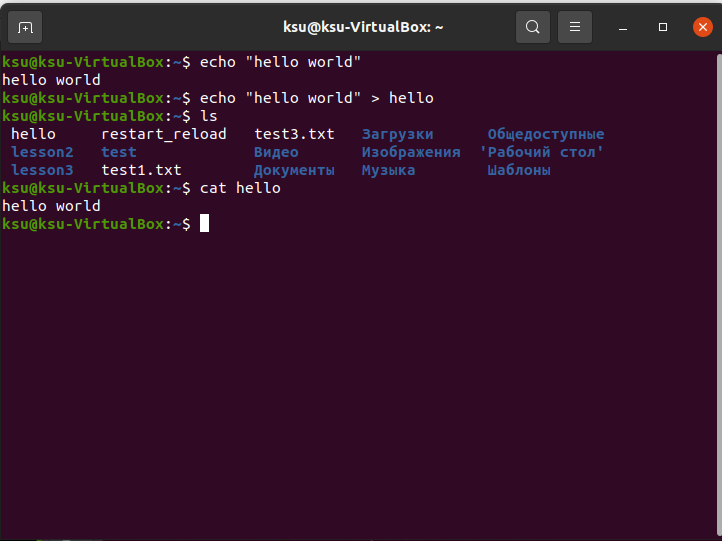 ksu@ksu-VirtualBox: ~
ksu@ksu-VirtualBox:~$ echo "hello world"
hello world
ksu@ksu-VirtualBox:~$ echo "hello world" > hello
ksu@ksu-VirtualBox:~$ ls
hello restart_reload test3.txt Загрузки Общедоступные
lesson2 test Видео Изображения 'Рабочий стол'
lesson3 test1.txt Документы Музыка Шаблоны
ksu@ksu-VirtualBox:~$ cat hello
hello world
ksu@ksu-VirtualBox:~$